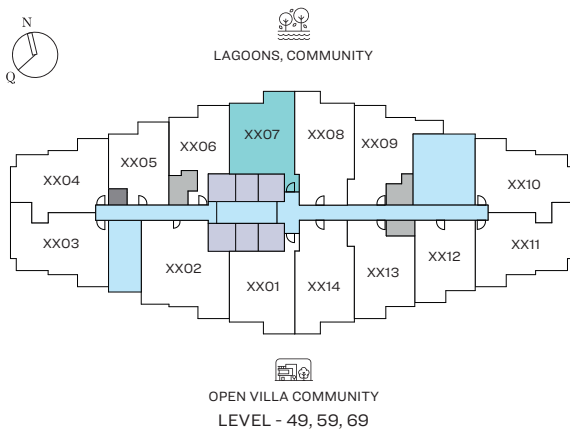 N
Q
LAGOONS, COMMUNITY
XX07
XX08
XX06
XX09
XX05
XX04
XX10
XX03
XX11
XX02
XX12
XX13
XX01
XX14
OPEN VILLA COMMUNITY
LEVEL - 49, 59, 69